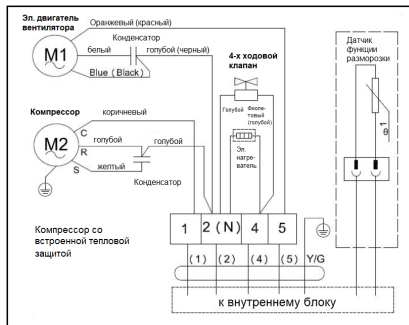 Эл. двигатель
вентилятора
Оранжевый (красный)
M1
Конденсатор
белый
голубой (черный)
Blue (Black)
4-х ходовой
клапан
Датчик
функции
разморозки
Компрессор
коричневый
Голубой
Фиоле-
товый
(голубой)
M2
C
R
S
голубой
голубой
желтый
Конденсатор
Эл.
нагре-
ватель
θ 1
Компрессор со
встроенной тепловой
защитой
1
2 (N)
4
5
(1)
(2)
(4)
(5)
Y/G
к внутреннему блоку